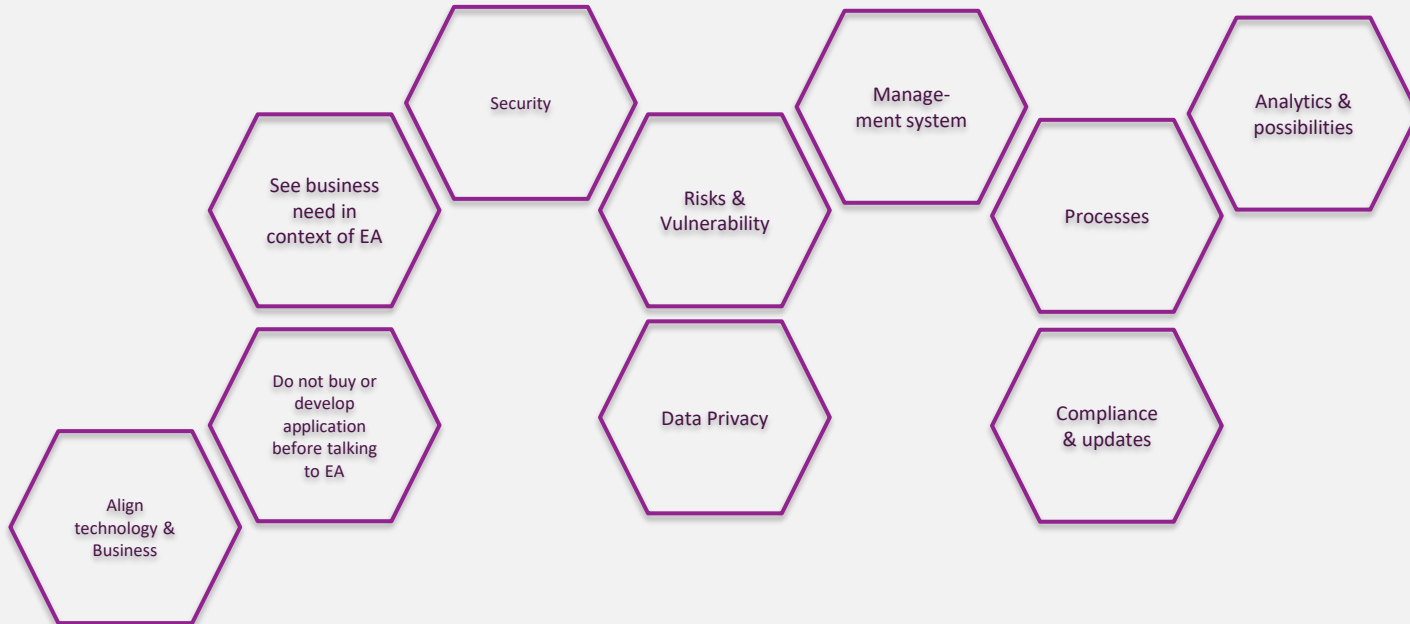 Security
Manage-
ment system
Analytics &
possibilities
See business
need in
context of EA
Risks &
Vulnerability
Processes
Do not buy or
develop
application
before talking
to EA
Data Privacy
Compliance
& updates
Align
technology &
Business